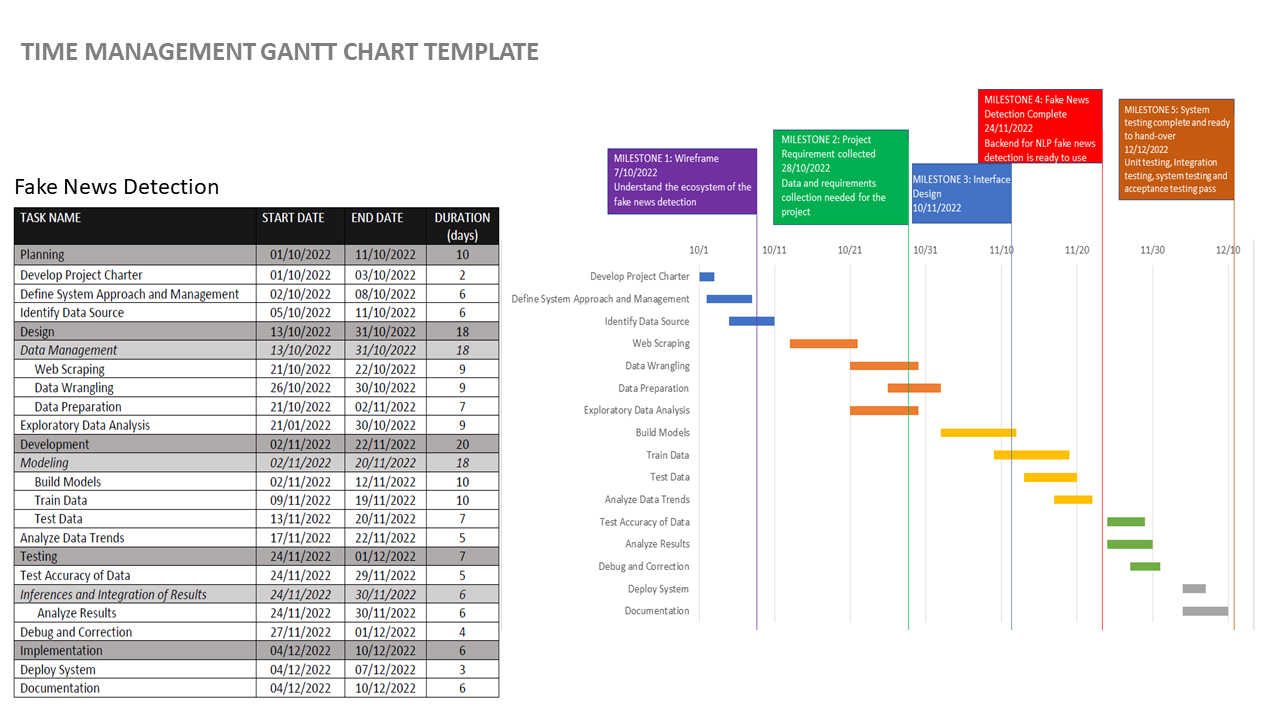 TIME MANAGEMENT GANTT CHART TEMPLATE
Fake News Detection
TASK NAME START DATE END DATE DURATION
(days)
Planning 01/10/2022 11/10/2022 10
Develop Project Charter 01/10/2022 03/10/2022 2
Define System Approach and Management 02/10/2022 08/10/2022 6
Identify Data Source 05/10/2022 11/10/2022 6
Design 13/10/2022 31/10/2022 18
Data Management 13/10/2022 31/10/2022 18
Web Scraping 21/10/2022 22/10/2022 9
Data Wrangling 26/10/2022 30/10/2022 9
Data Preparation 21/10/2022 02/11/2022 7
Exploratory Data Analysis 21/01/2022 30/10/2022 9
Development 02/11/2022 22/11/2022 20
Modeling 02/11/2022 20/11/2022 18
Build Models 02/11/2022 12/11/2022 10
Train Data 09/11/2022 19/11/2022 10
Test Data 13/11/2022 20/11/2022 7
Analyze Data Trends 17/11/2022 22/11/2022 5
Testing 24/11/2022 01/12/2022 7
Test Accuracy of Data 24/11/2022 29/11/2022 5
Inferences and Integration of Results 24/11/2022 30/11/2022 6
Analyze Results 24/11/2022 30/11/2022 6
Debug and Correction 27/11/2022 01/12/2022 4
Implementation 04/12/2022 10/12/2022 6
Deploy System 04/12/2022 07/12/2022 3
Documentation 04/12/2022 10/12/2022 6
MILESTONE 1: Wireframe
7/10/2022
Understand the ecosystem of the
fake news detection
MILESTONE 2: Project
Requirement collected
28/10/2022
Data and requirements
collection needed for the
project
MILESTONE 3: Interface
Design
10/11/2022
MILESTONE 4: Fake News
Detection Complete
24/11/2022
Backend for NLP fake news
detection is ready to use
MILESTONE 5: System
testing complete and ready
to hand-over
12/12/2022
Unit testing, Integration
testing, system testing and
acceptance testing pass
10/1 10/11 10/21 10/31 11/10 11/20 11/30 12/10
Develop Project Charter
Define System Approach and Management
Identify Data Source
Web Scraping
Data Wrangling
Data Preparation
Exploratory Data Analysis
Build Models
Train Data
Test Data
Analyze Data Trends
Test Accuracy of Data
Analyze Results
Debug and Correction
Deploy System
Documentation